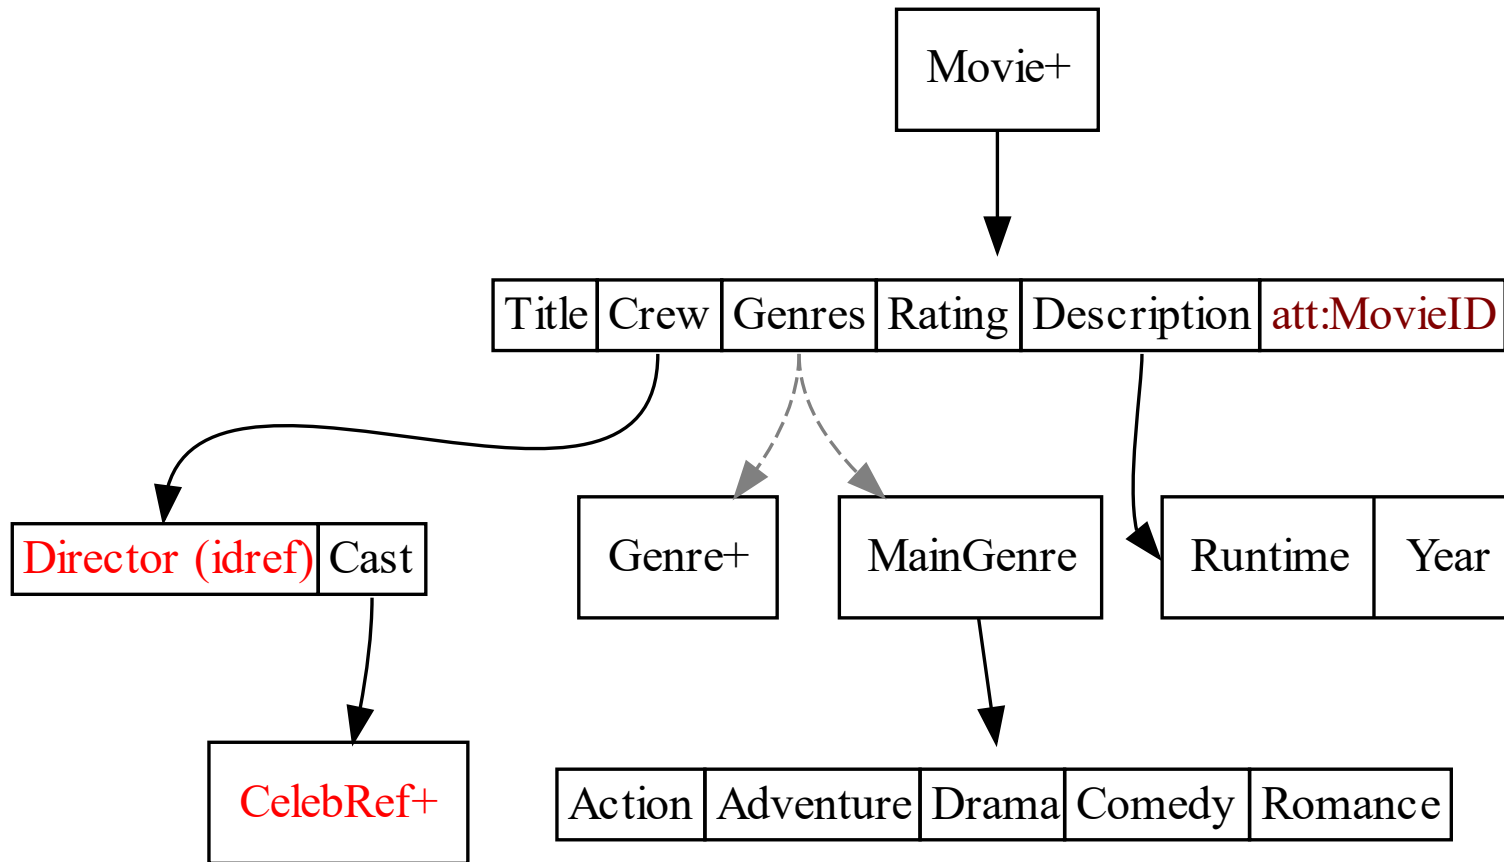 Movie+
Title Crew Genres Rating Description att:MovieID
Director (idref) Cast
Genre+
MainGenre
Runtime Year
CelebRef+
Action Adventure Drama Comedy Romance